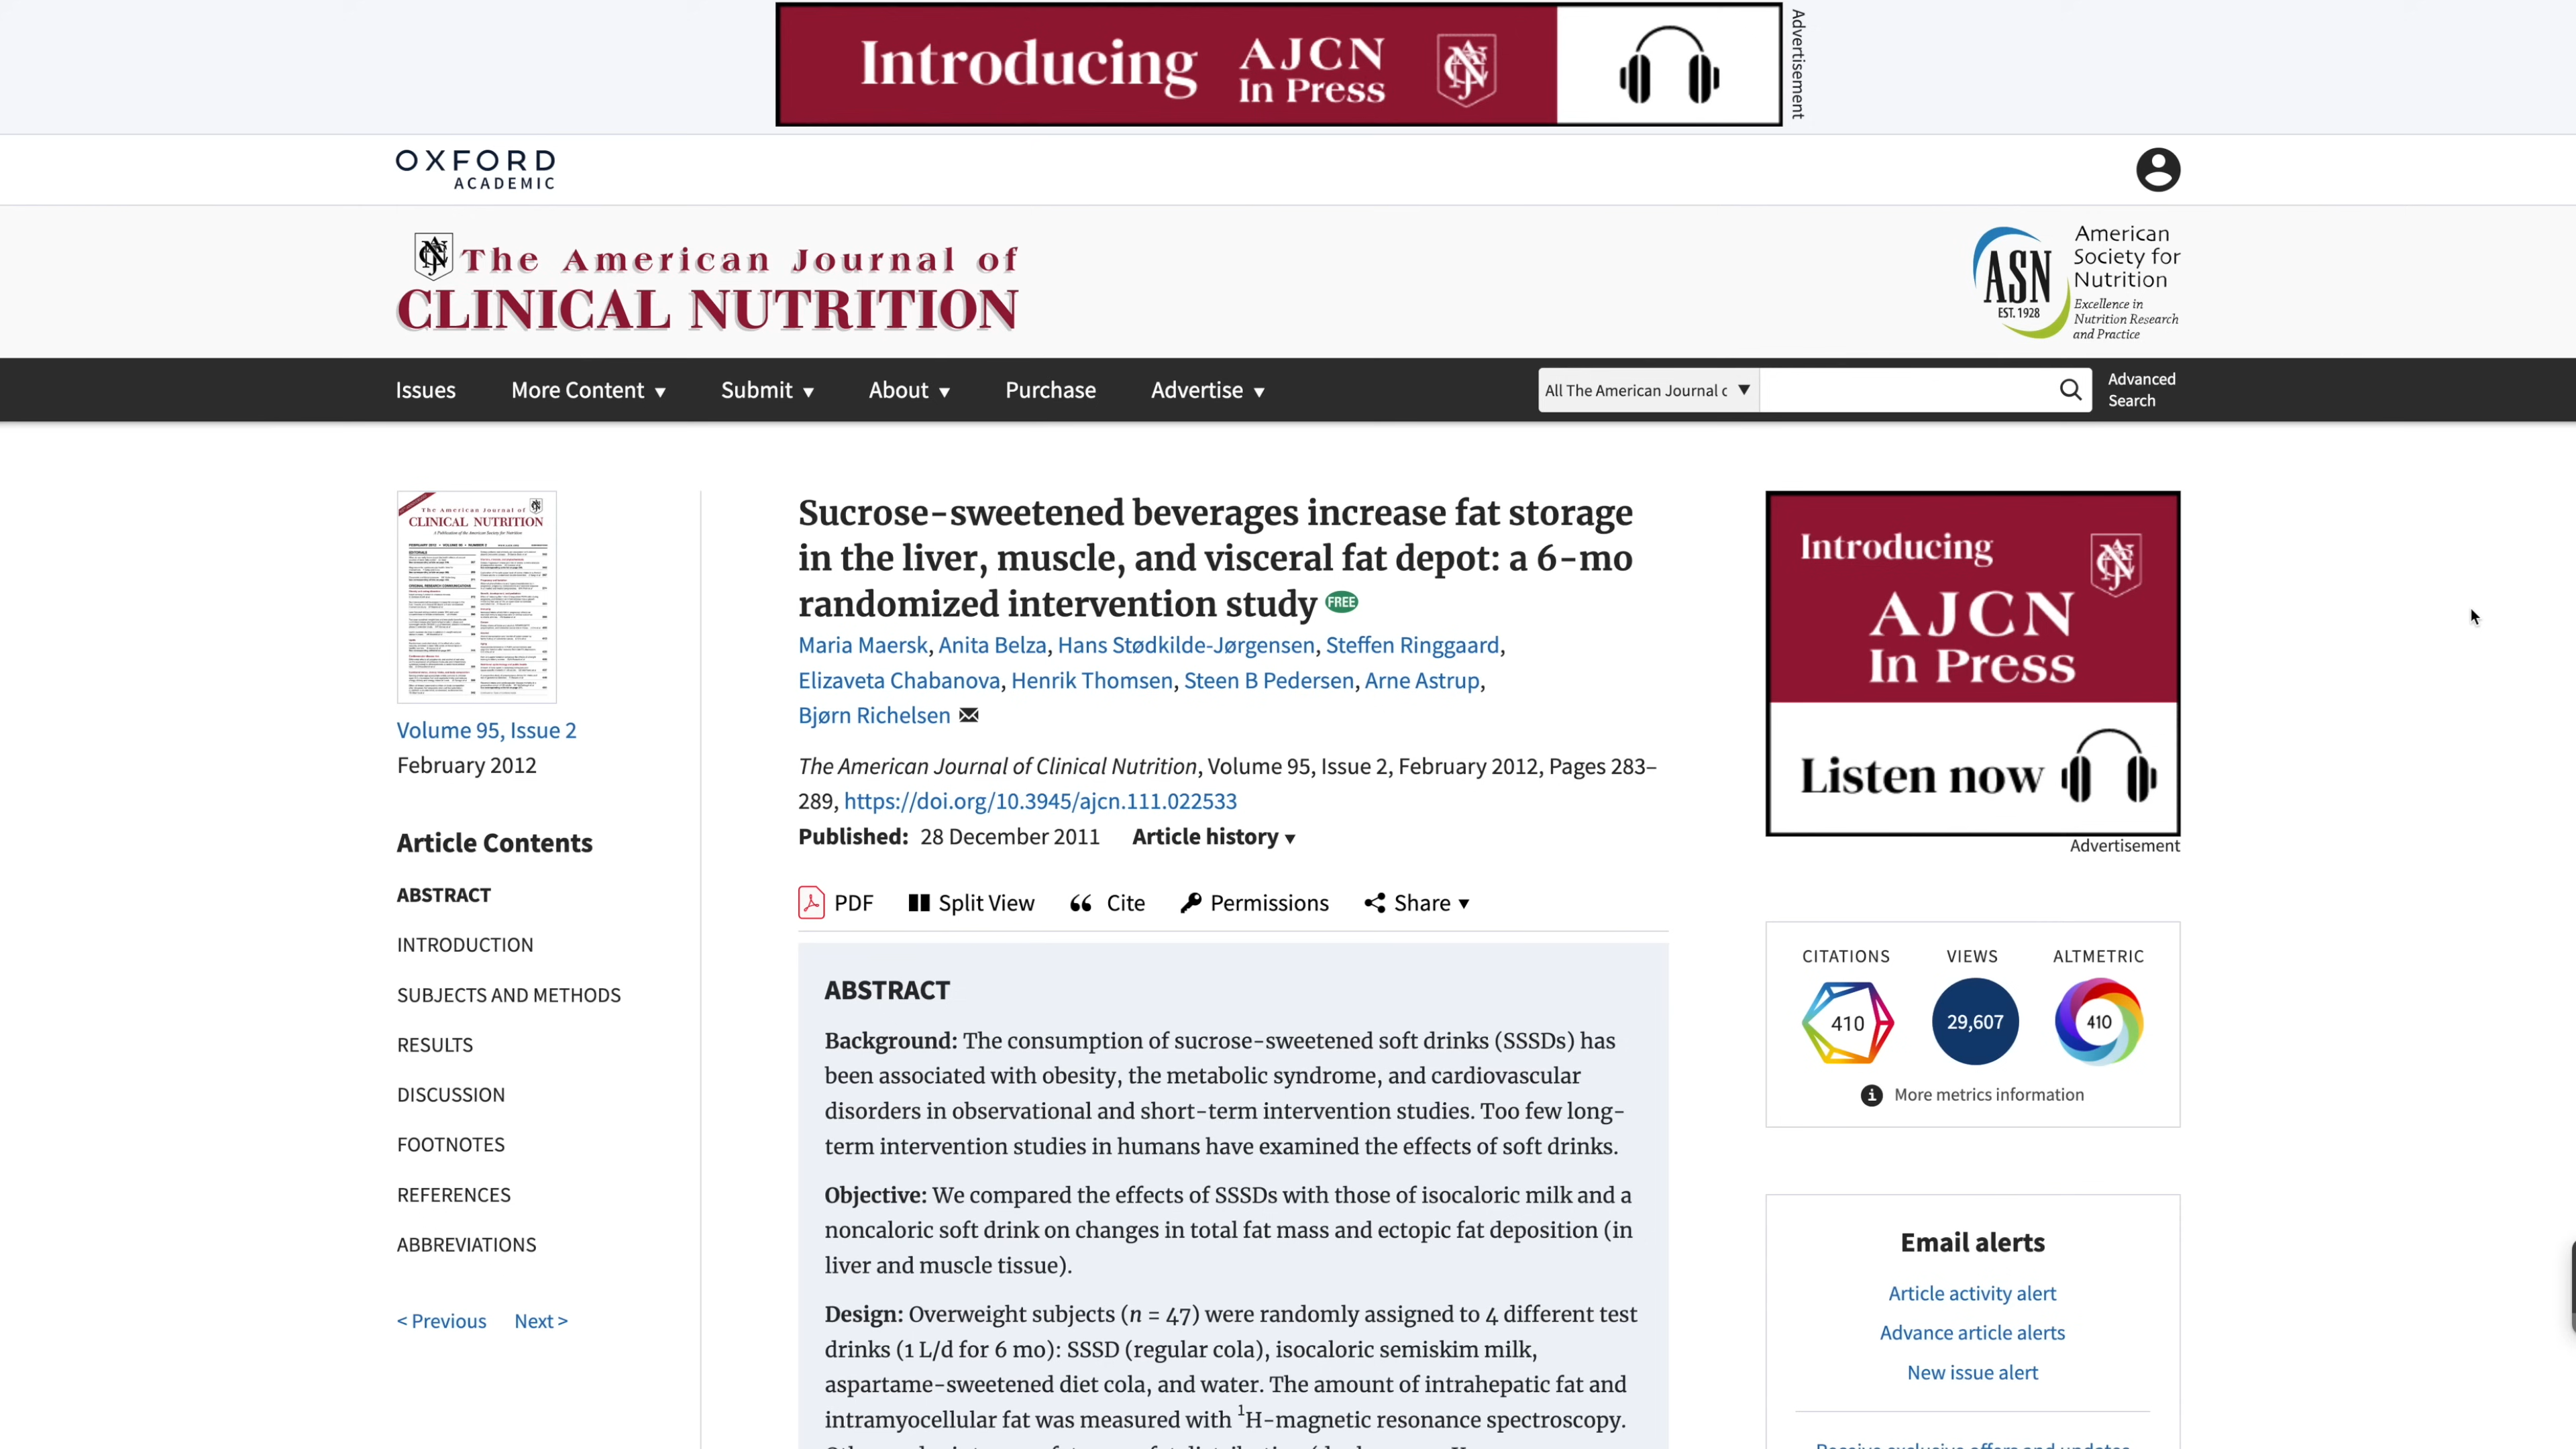 Introducing AJCN In Press
Advertisement
OXFORD
ACADEMIC
The American Journal of
CLINICAL NUTRITION
ASN
EST. 1928
American
Society for
Nutrition
Excellence in
Nutrition Research
and Practice
Issues More Content ▼ Submit ▼ About ▼ Purchase Advertise ▼
All The American Journal c ▼
Advanced
Search
The American Journal of
CLINICAL NUTRITION
Volume 95, Issue 2
February 2012
Article Contents
ABSTRACT
INTRODUCTION
SUBJECTS AND METHODS
RESULTS
DISCUSSION
FOOTNOTES
REFERENCES
ABBREVIATIONS
< Previous Next >
Sucrose-sweetened beverages increase fat storage
in the liver, muscle, and visceral fat depot: a 6-mo
randomized intervention study FREE
Maria Maersk, Anita Belza, Hans Stødkilde-Jørgensen, Steffen Ringgaard,
Elizaveta Chabanova, Henrik Thomsen, Steen B Pedersen, Arne Astrup,
Bjørn Richelsen
The American Journal of Clinical Nutrition, Volume 95, Issue 2, February 2012, Pages 283–
289, https://doi.org/10.3945/ajcn.111.022533
Published: 28 December 2011 Article history ▼
PDF Split View Cite Permissions Share ▼
ABSTRACT
Background: The consumption of sucrose-sweetened soft drinks (SSSDs) has
been associated with obesity, the metabolic syndrome, and cardiovascular
disorders in observational and short-term intervention studies. Too few long-
term intervention studies in humans have examined the effects of soft drinks.
Objective: We compared the effects of SSSDs with those of isocaloric milk and a
noncaloric soft drink on changes in total fat mass and ectopic fat deposition (in
liver and muscle tissue).
Design: Overweight subjects (n = 47) were randomly assigned to 4 different test
drinks (1 L/d for 6 mo): SSSD (regular cola), isocaloric semiskim milk,
aspartame-sweetened diet cola, and water. The amount of intrahepatic fat and
intramyocellular fat was measured with ¹H-magnetic resonance spectroscopy.
Introducing
AJCN
In Press
Listen now
Advertisement
CITATIONS VIEWS ALTMETRIC
410 29,607 410
More metrics information
Email alerts
Article activity alert
Advance article alerts
New issue alert